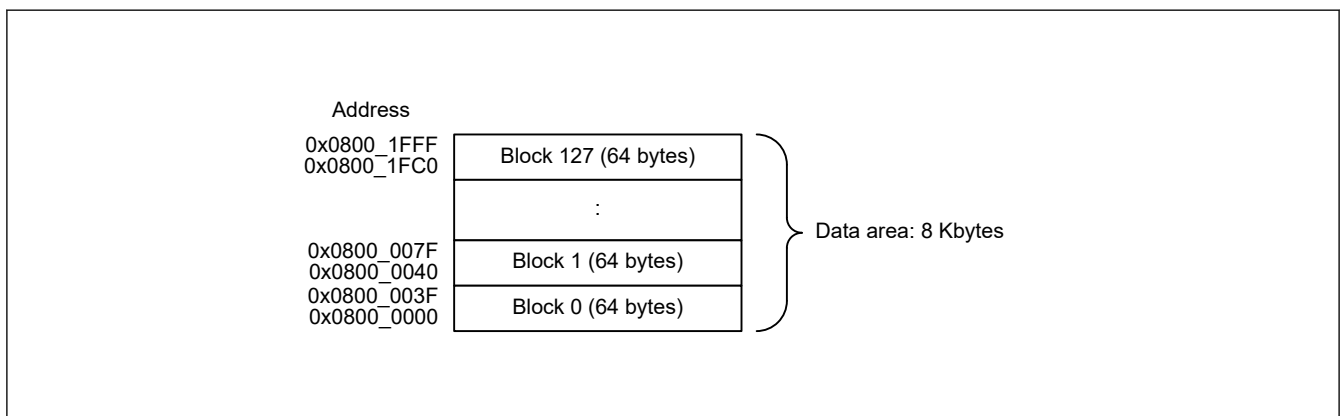 Address
0x0800_1FFF
0x0800_1FC0
Block 127 (64 bytes)
:
Data area: 8 Kbytes
0x0800_007F
0x0800_0040
Block 1 (64 bytes)
0x0800_003F
0x0800_0000
Block 0 (64 bytes)